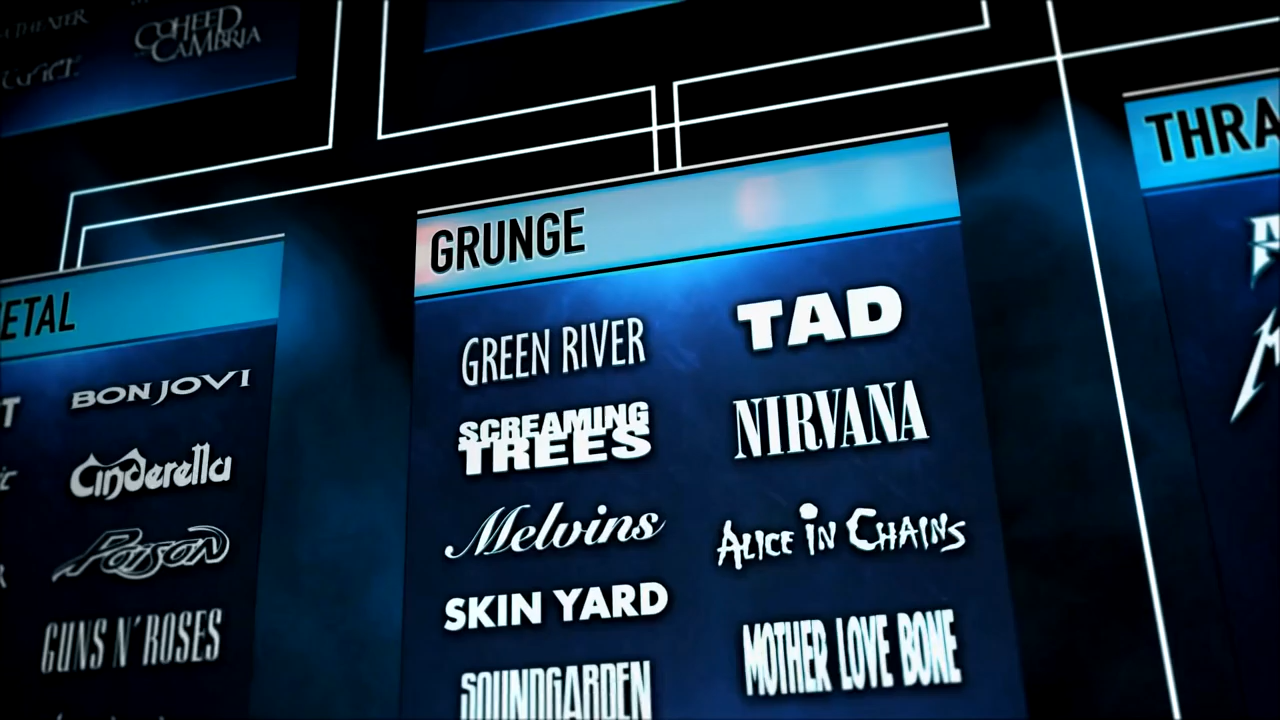 COHEED
CAMBRIA
ETAL
BON JOVI
Cinderella
Poison
GUNS N' ROSES
GRUNGE
GREEN RIVER
SCREAMING
TREES
Melvins
SKIN YARD
SOUNDGARDEN
TAD
NIRVANA
ALICE IN CHAINS
MOTHER LOVE BONE
THRA